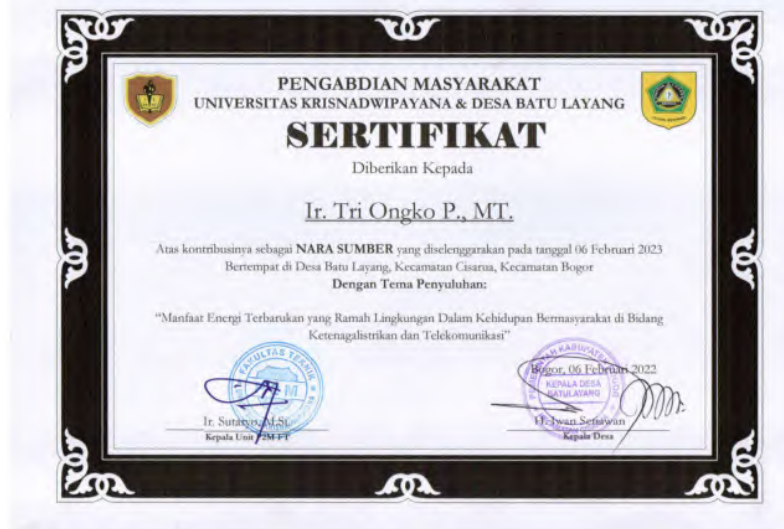 PENGABDIAN MASYARAKAT
UNIVERSITAS KRISNADWIPAYANA & DESA BATU LAYANG
SERTIFIKAT
Diberikan Kepada
Ir. Tri Ongko P., MT.
Atas kontribusinya sebagai NARA SUMBER yang diselenggarakan pada tanggal 06 Februari 2023
Bertempat di Desa Batu Layang, Kecamatan Cisarua, Kecamatan Bogor
Dengan Tema Penyuluhan:
“Manfaat Energi Terbarukan yang Ramah Lingkungan Dalam Kehidupan Bermasyarakat di Bidang
Ketenagalistrikan dan Telekomunikasi”
FAKULTAS TEKNIK
Bogor, 06 Februari 2022
KEPALA DESA
BATULAYANG
Ir. Sutaryo, M.Si.
Kepala Unit P2M FT
H. Iwan Setiawan
Kepala Desa